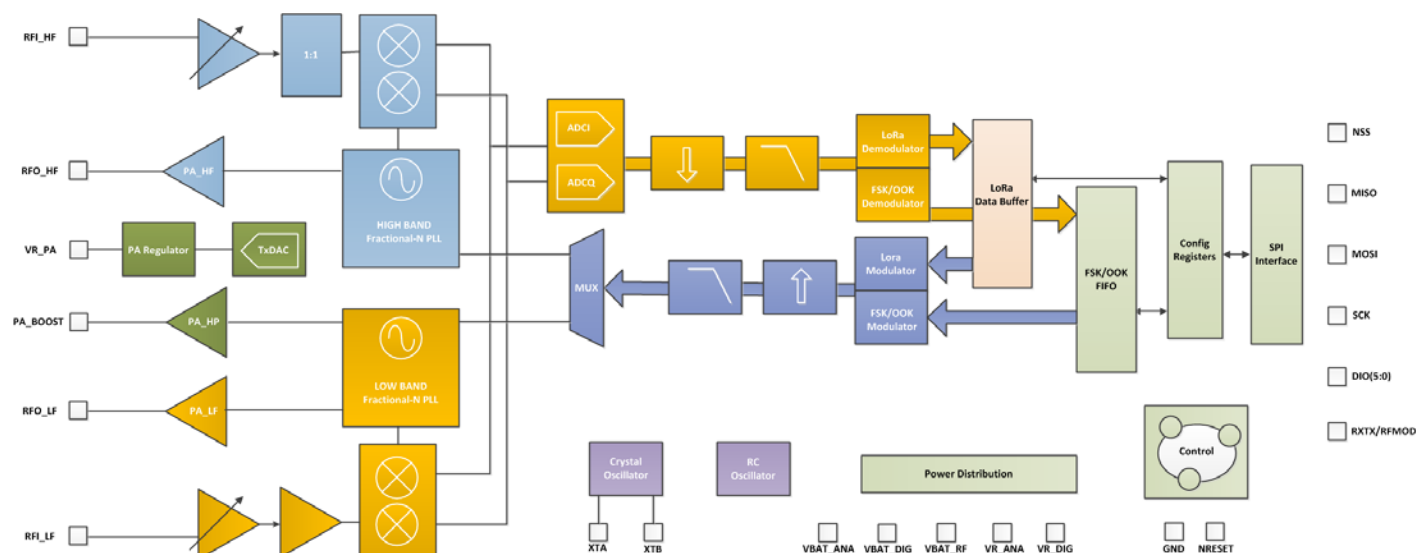 RFI_HF
1:1
RFO_HF
PA_HF
HIGH BAND
Fractional-N PLL
VR_PA
PA Regulator
TxDAC
PA_BOOST
PA_HP
LOW BAND
Fractional-N PLL
RFO_LF
PA_LF
RFI_LF
ADCI
ADCQ
MUX
LoRa
Demodulator
FSK/OOK
Demodulator
Lora
Modulator
FSK/OOK
Modulator
LoRa
Data Buffer
FSK/OOK
FIFO
Config
Registers
SPI
Interface
NSS
MISO
MOSI
SCK
DIO(5:0)
RXTX/RFMOD
Crystal
Oscillator
XTA
XTB
RC
Oscillator
Power Distribution
VBAT_ANA
VBAT_DIG
VBAT_RF
VR_ANA
VR_DIG
Control
GND
NRESET